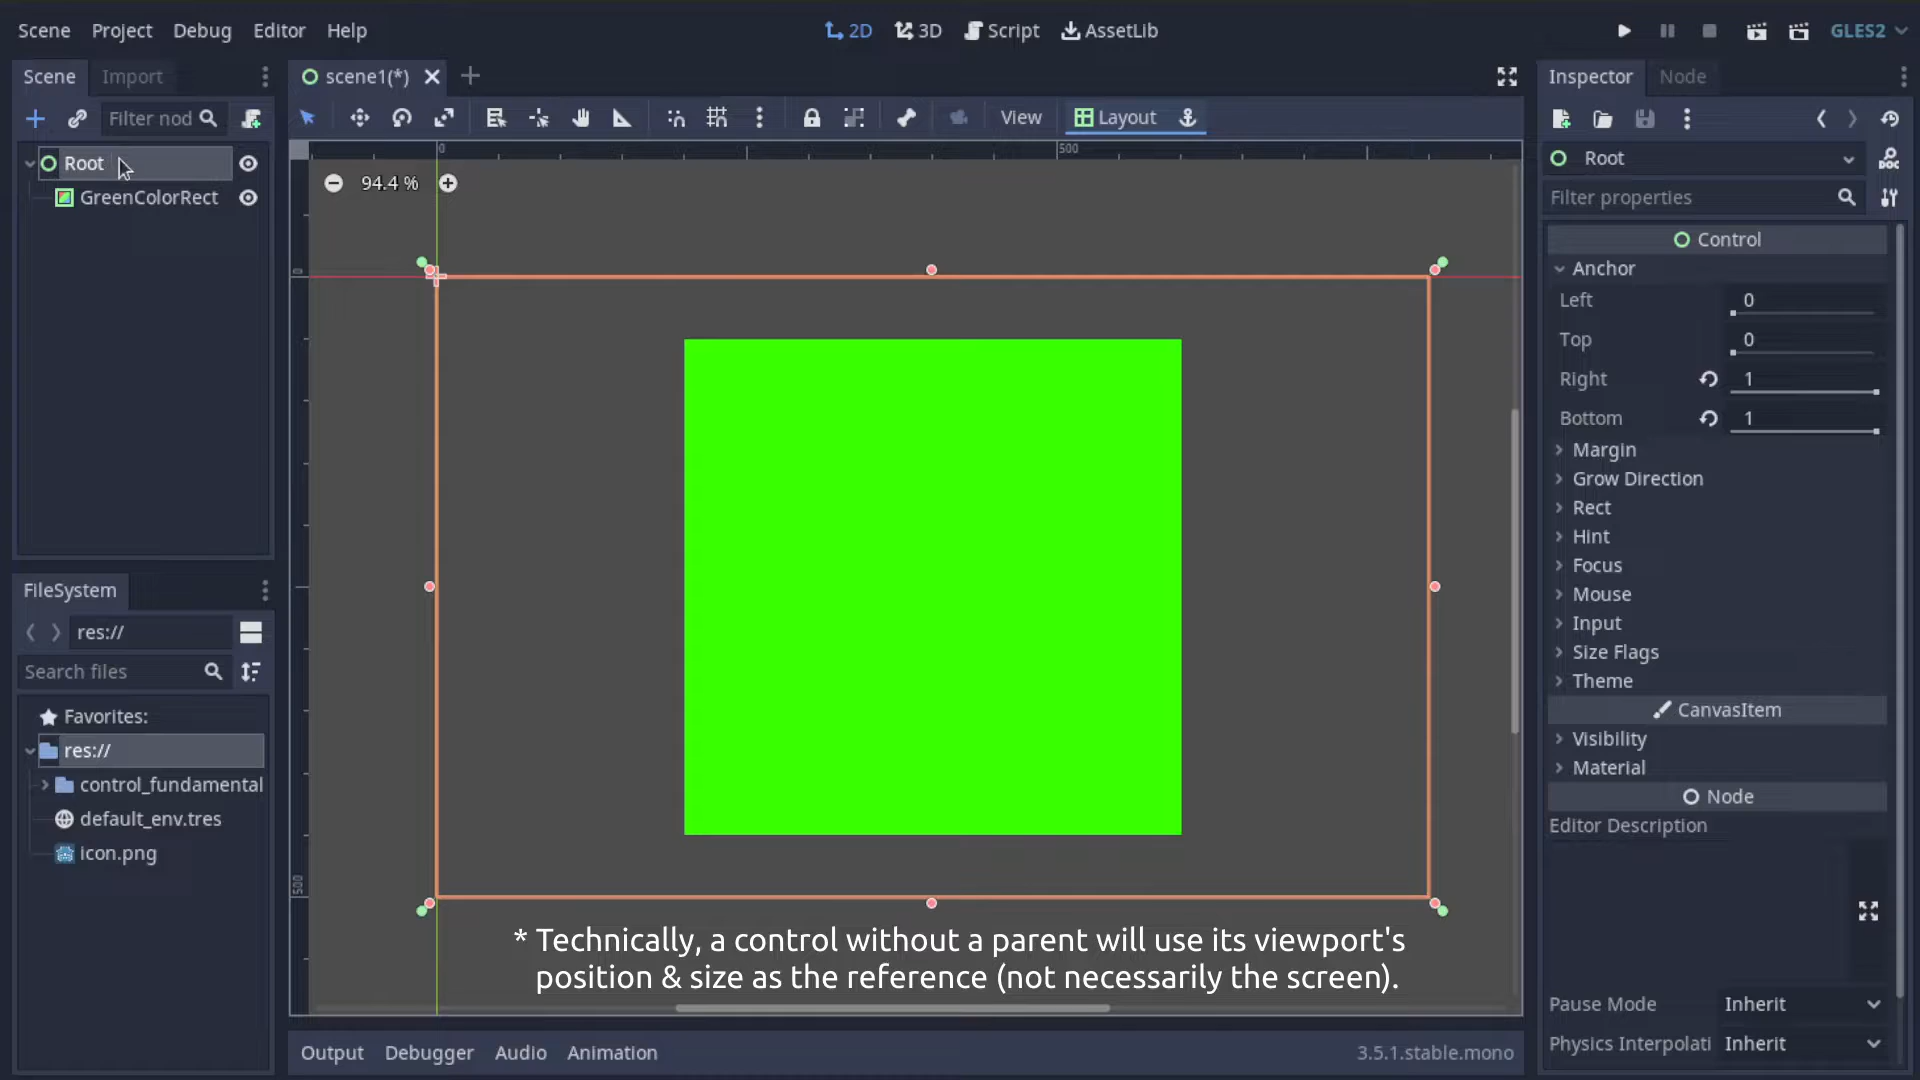 Scene Project Debug Editor Help
2D 3D Script AssetLib
GLES2
Scene Import
scene1(*)
Inspector Node
Filter nod
View Layout
Root
GreenColorRect
0 500
94.4 %
0
500
Root
Filter properties
Control
Anchor
Left 0
Top 0
Right 1
Bottom 1
Margin
Grow Direction
Rect
Hint
Focus
Mouse
Input
Size Flags
Theme
CanvasItem
Visibility
Material
Node
Editor Description
Pause Mode Inherit
Physics Interpolati Inherit
FileSystem
res://
Search files
Favorites:
res://
control_fundamental
default_env.tres
icon.png
* Technically, a control without a parent will use its viewport's
position & size as the reference (not necessarily the screen).
Output Debugger Audio Animation
3.5.1.stable.mono